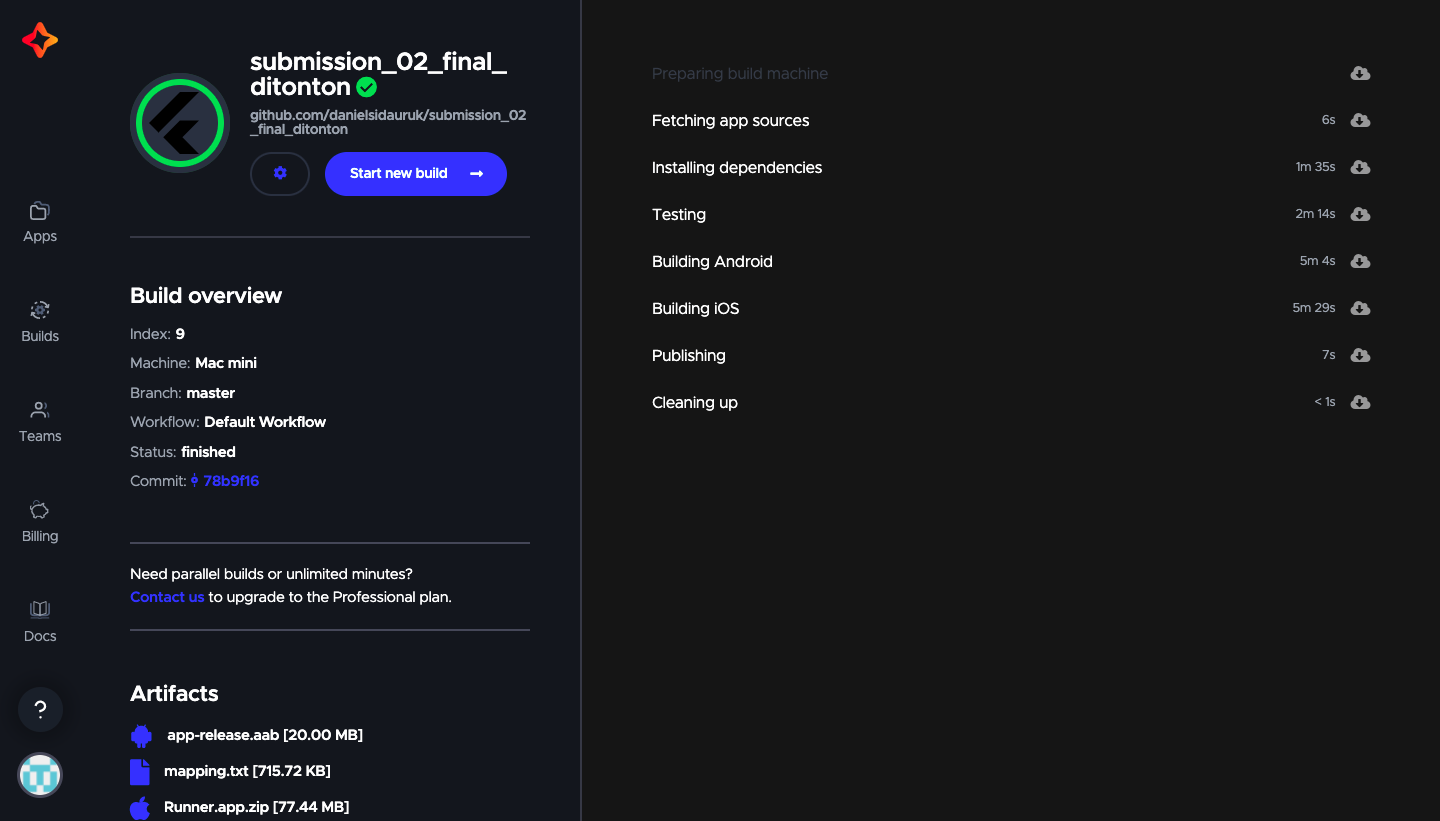 submission_02_final_
ditonton
github.com/danielsidauruk/submission_02
_final_ditonton
Start new build
Apps
Builds
Teams
Billing
Docs
?
Build overview
Index: 9
Machine: Mac mini
Branch: master
Workflow: Default Workflow
Status: finished
Commit: 78b9f16
Need parallel builds or unlimited minutes?
Contact us to upgrade to the Professional plan.
Artifacts
app-release.aab [20.00 MB]
mapping.txt [715.72 KB]
Runner.app.zip [77.44 MB]
Preparing build machine
Fetching app sources 6s
Installing dependencies 1m 35s
Testing 2m 14s
Building Android 5m 4s
Building iOS 5m 29s
Publishing 7s
Cleaning up < 1s